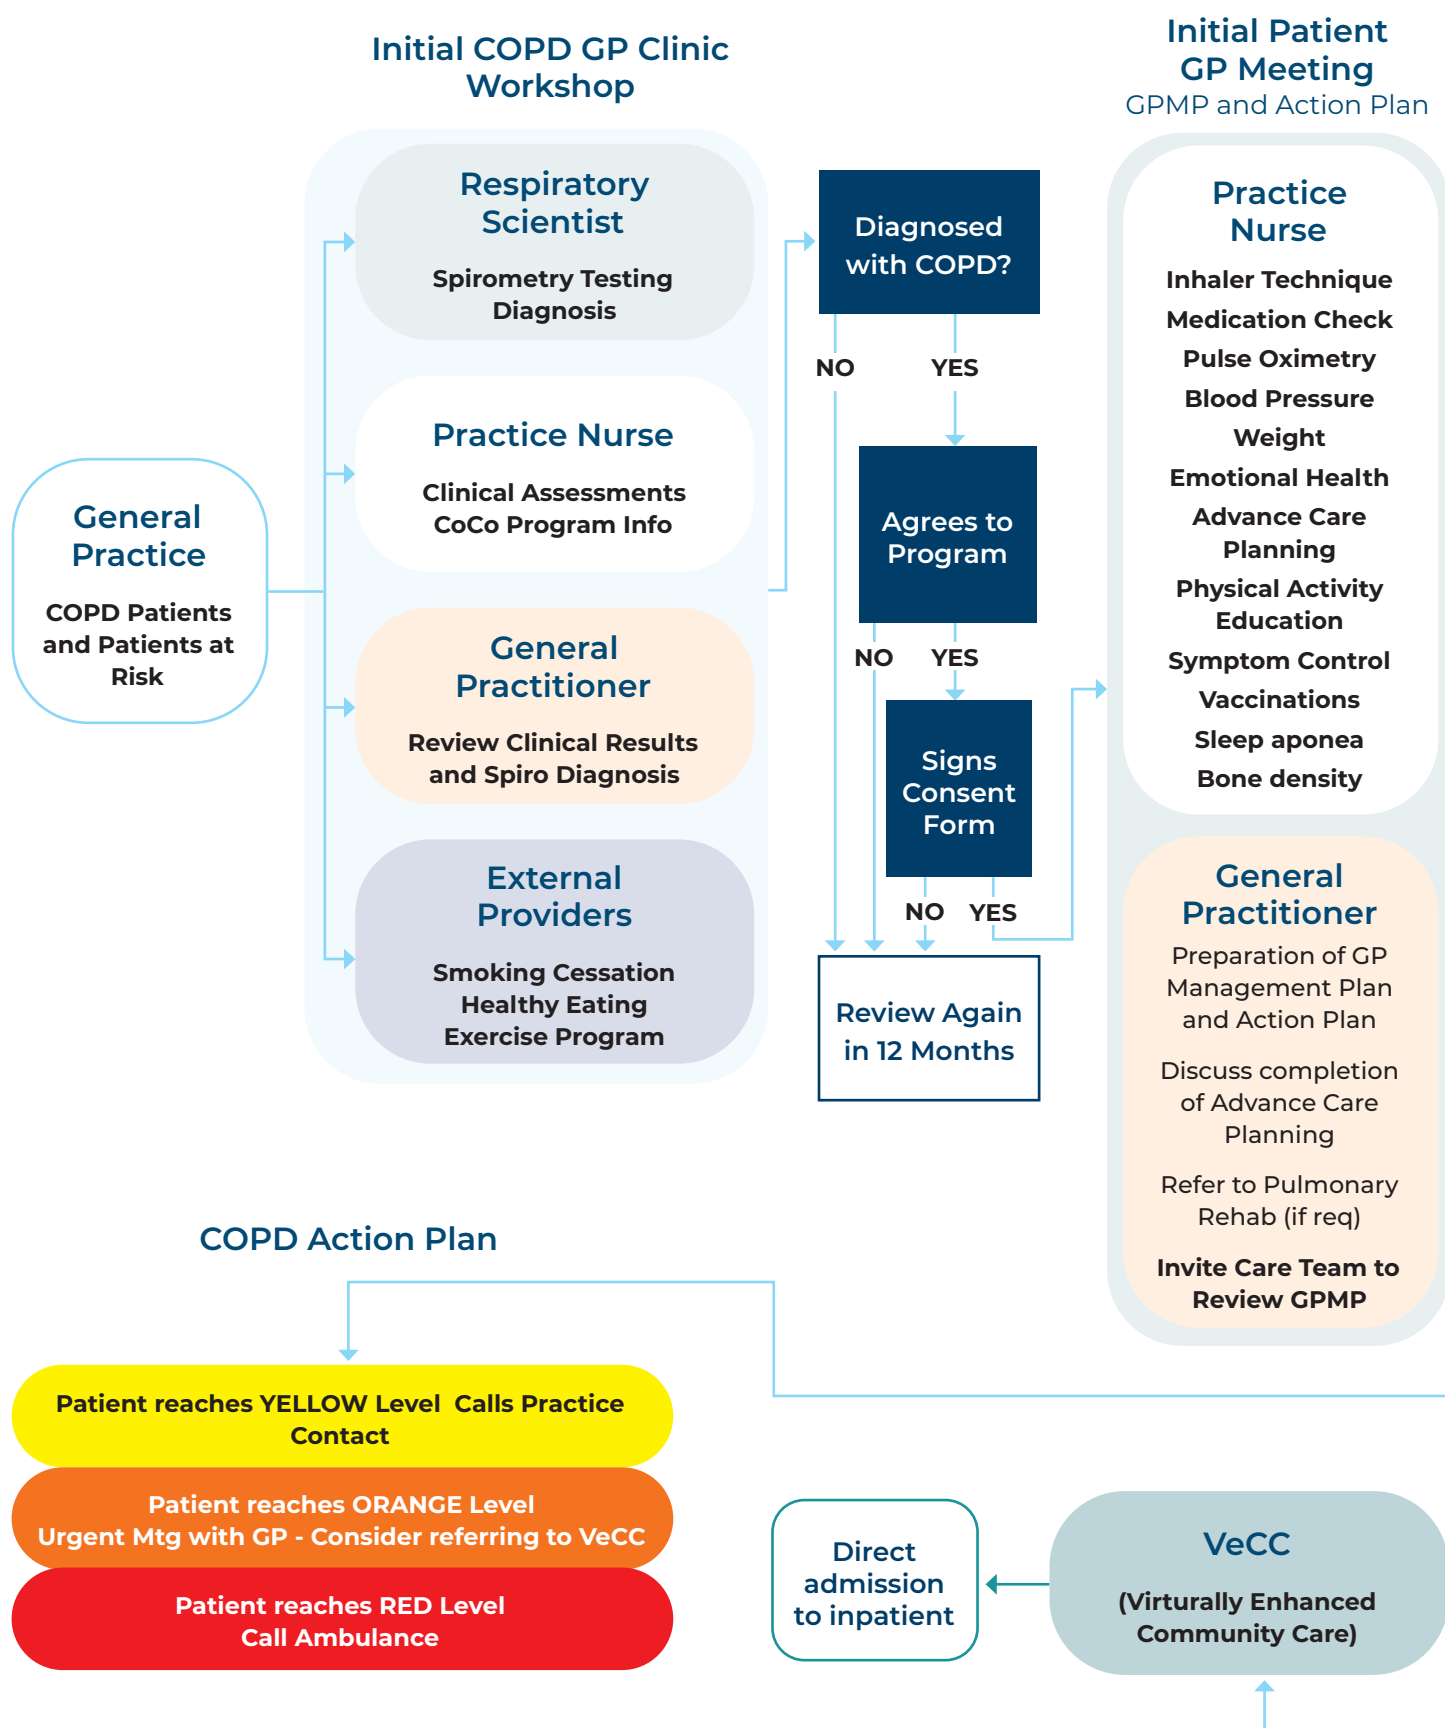 Initial COPD GP Clinic
Workshop
Initial Patient
GP Meeting
GPMP and Action Plan
General
Practice
COPD Patients
and Patients at
Risk
Respiratory
Scientist
Spirometry Testing
Diagnosis
Practice Nurse
Clinical Assessments
CoCo Program Info
General
Practitioner
Review Clinical Results
and Spiro Diagnosis
External
Providers
Smoking Cessation
Healthy Eating
Exercise Program
Diagnosed
with COPD?
NO
YES
Agrees to
Program
NO
YES
Signs
Consent
Form
NO
YES
Review Again
in 12 Months
Practice
Nurse
Inhaler Technique
Medication Check
Pulse Oximetry
Blood Pressure
Weight
Emotional Health
Advance Care
Planning
Physical Activity
Education
Symptom Control
Vaccinations
Sleep aponea
Bone density
General
Practitioner
Preparation of GP
Management Plan
and Action Plan
Discuss completion
of Advance Care
Planning
Refer to Pulmonary
Rehab (if req)
Invite Care Team to
Review GPMP
COPD Action Plan
Patient reaches YELLOW Level  Calls Practice
Contact
Patient reaches ORANGE Level
Urgent Mtg with GP - Consider referring to VeCC
Patient reaches RED Level
Call Ambulance
Direct
admission
to inpatient
VeCC
(Virturally Enhanced
Community Care)